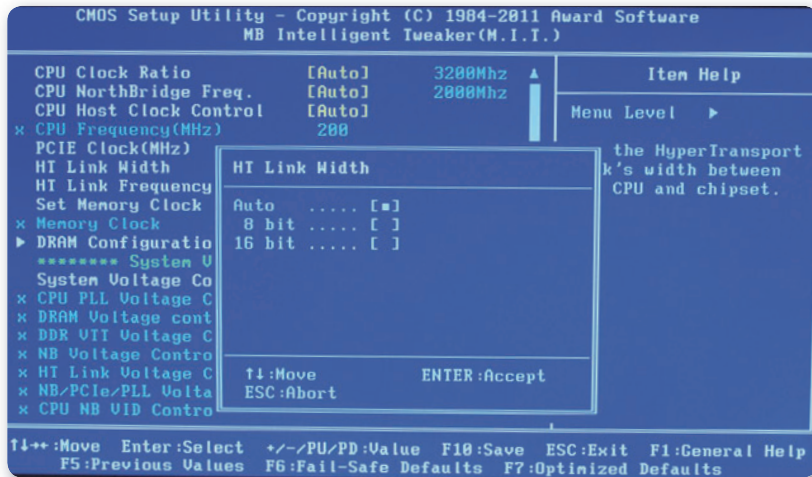 CMOS Setup Utility - Copyright (C) 1984-2011 Award Software
MB Intelligent Tweaker(M.I.T.)
CPU Clock Ratio [Auto] 3200Mhz ▲ Item Help
CPU NorthBridge Freq. [Auto] 2000Mhz
CPU Host Clock Control [Auto] Menu Level ▶
x CPU Frequency(MHz) 200
PCIE Clock(MHz)
the HyperTransport
k's width between
CPU and chipset.
HT Link Width
HT Link Frequency
Set Memory Clock
x Memory Clock
▶ DRAM Configuratio
******** System V
System Voltage Co
x CPU PLL Voltage C
x DRAM Voltage cont
x DDR VTT Voltage C
x NB Voltage Contro
x HT Link Voltage C
x NB/PCIe/PLL Volta
x CPU NB VID Contro
HT Link Width
Auto ..... [■]
8 bit ..... [ ]
16 bit ..... [ ]
↑↓:Move ENTER:Accept
ESC:Abort
↑↓→←:Move Enter:Select +/-/PU/PD:Value F10:Save ESC:Exit F1:General Help
F5:Previous Values F6:Fail-Safe Defaults F7:Optimized Defaults